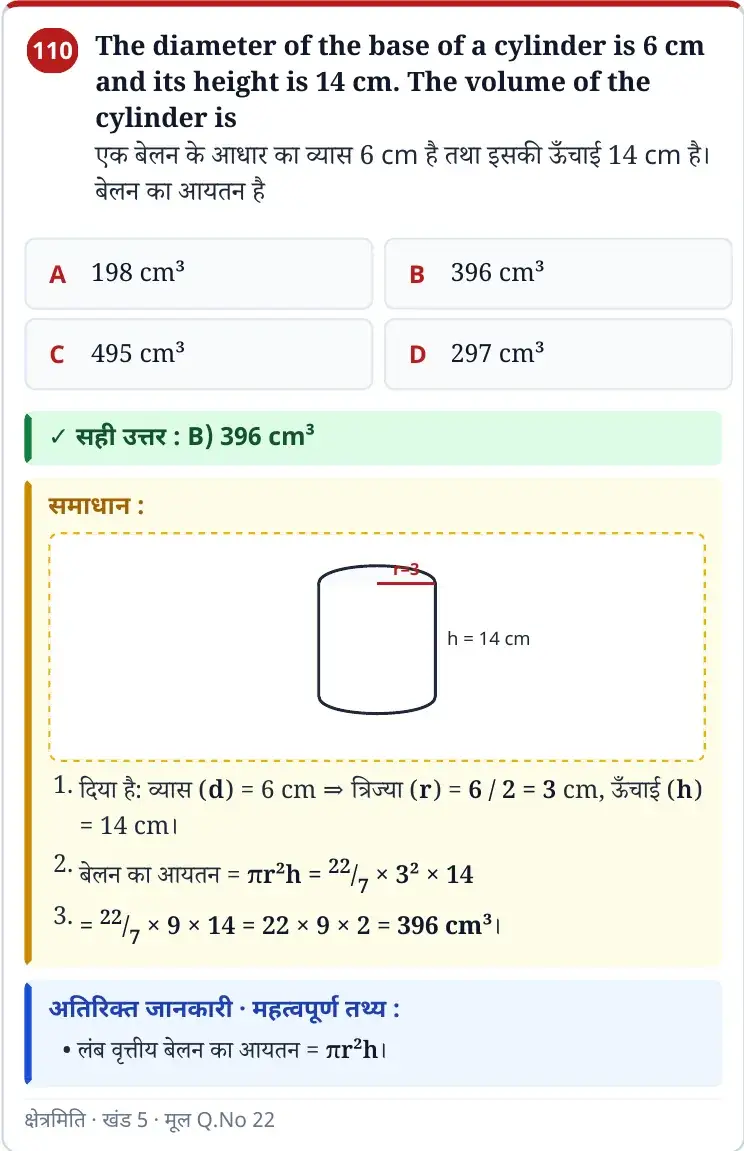 110
The diameter of the base of a cylinder is 6 cm
and its height is 14 cm. The volume of the
cylinder is
एक बेलन के आधार का व्यास 6 cm है तथा इसकी ऊँचाई 14 cm है।
बेलन का आयतन है
A 198 cm³
B 396 cm³
C 495 cm³
D 297 cm³
✓ सही उत्तर : B) 396 cm³
समाधान :
r=3
h = 14 cm
1. दिया है: व्यास (d) = 6 cm ⇒ त्रिज्या (r) = 6 / 2 = 3 cm, ऊँचाई (h)
= 14 cm।
2. बेलन का आयतन = πr²h = ²²/₇ × 3² × 14
3. = ²²/₇ × 9 × 14 = 22 × 9 × 2 = 396 cm³।
अतिरिक्त जानकारी · महत्वपूर्ण तथ्य :
• लंब वृत्तीय बेलन का आयतन = πr²h।
क्षेत्रमिति · खंड 5 · मूल Q.No 22